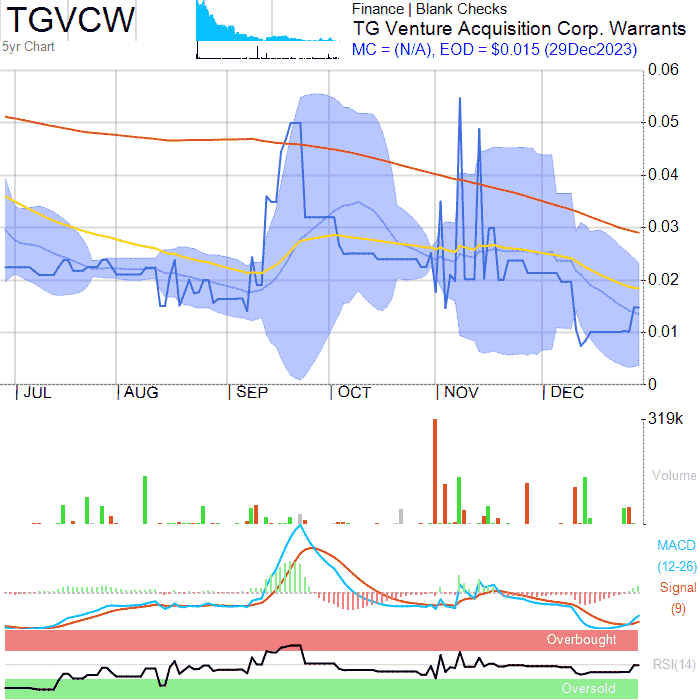 TGVCW
5yr Chart
Finance | Blank Checks
TG Venture Acquisition Corp. Warrants
MC = (N/A), EOD = $0.015 (29Dec2023)
0.06
0.05
0.04
0.03
0.02
0.01
0
JUL AUG SEP OCT NOV DEC
319k
Volume
MACD
(12-26)
Signal
(9)
Overbought
RSI(14)
Oversold